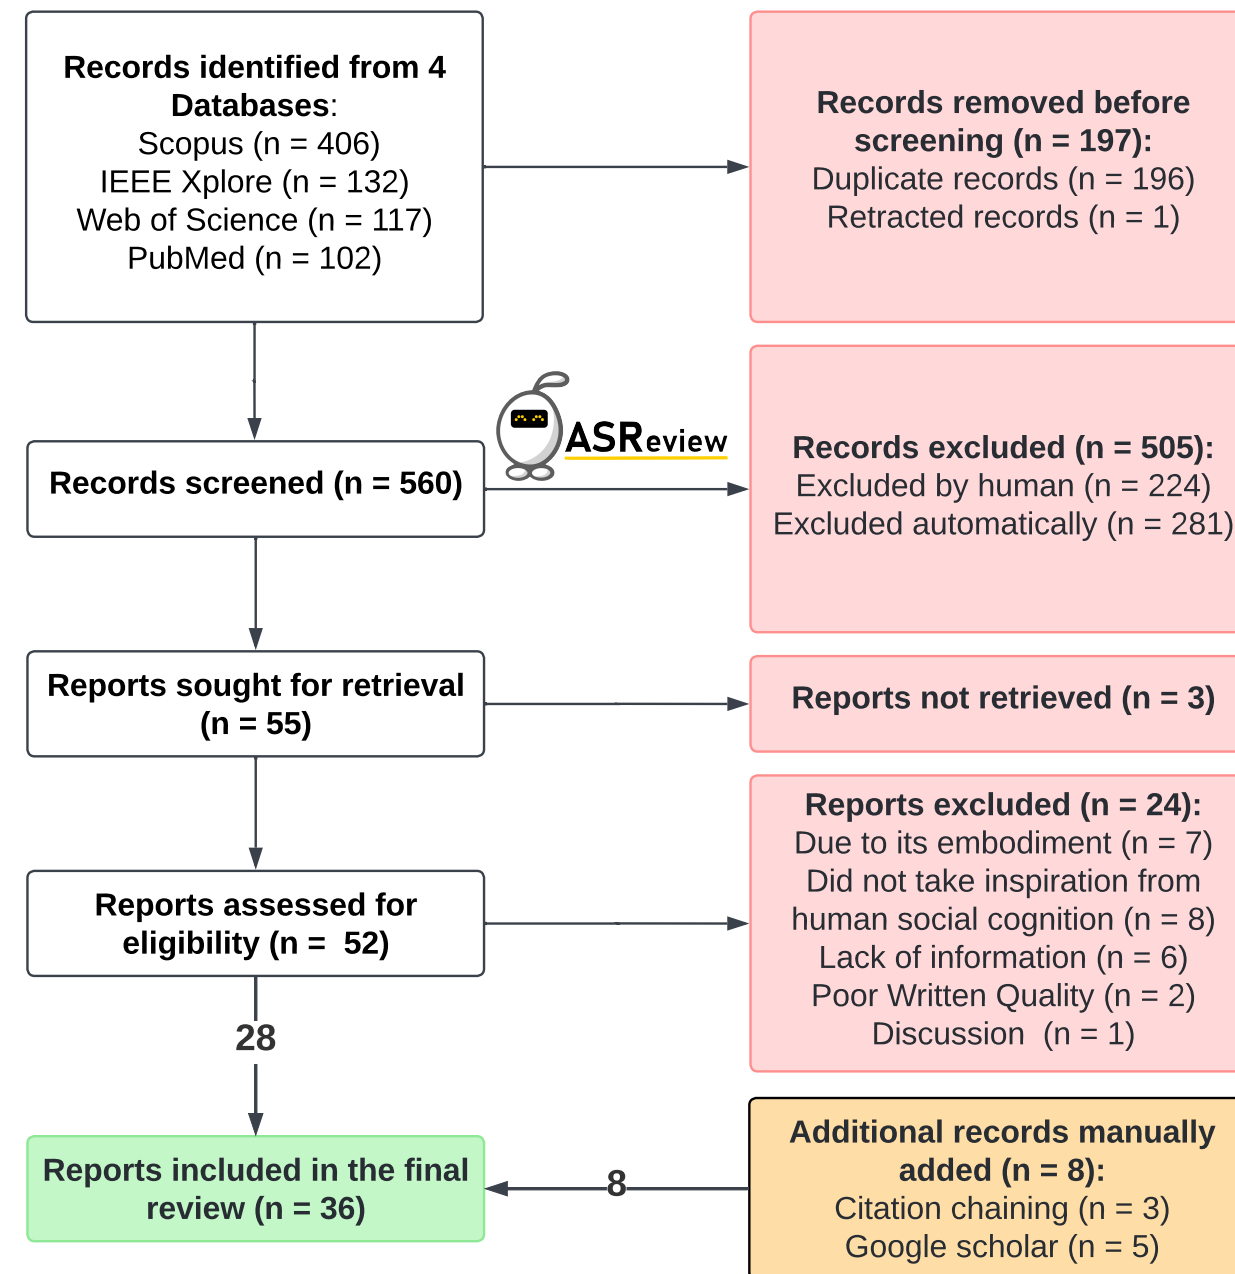 Records identified from 4
Databases:
Scopus (n = 406)
IEEE Xplore (n = 132)
Web of Science (n = 117)
PubMed (n = 102)
Records removed before
screening (n = 197):
Duplicate records (n = 196)
Retracted records (n = 1)
Records screened (n = 560)
ASReview
Records excluded (n = 505):
Excluded by human (n = 224)
Excluded automatically (n = 281)
Reports sought for retrieval
(n = 55)
Reports not retrieved (n = 3)
Reports assessed for
eligibility (n =  52)
Reports excluded (n = 24):
Due to its embodiment (n = 7)
Did not take inspiration from
human social cognition (n = 8)
Lack of information (n = 6)
Poor Written Quality (n = 2)
Discussion  (n = 1)
28
Reports included in the final
review (n = 36)
8
Additional records manually
added (n = 8):
Citation chaining (n = 3)
Google scholar (n = 5)